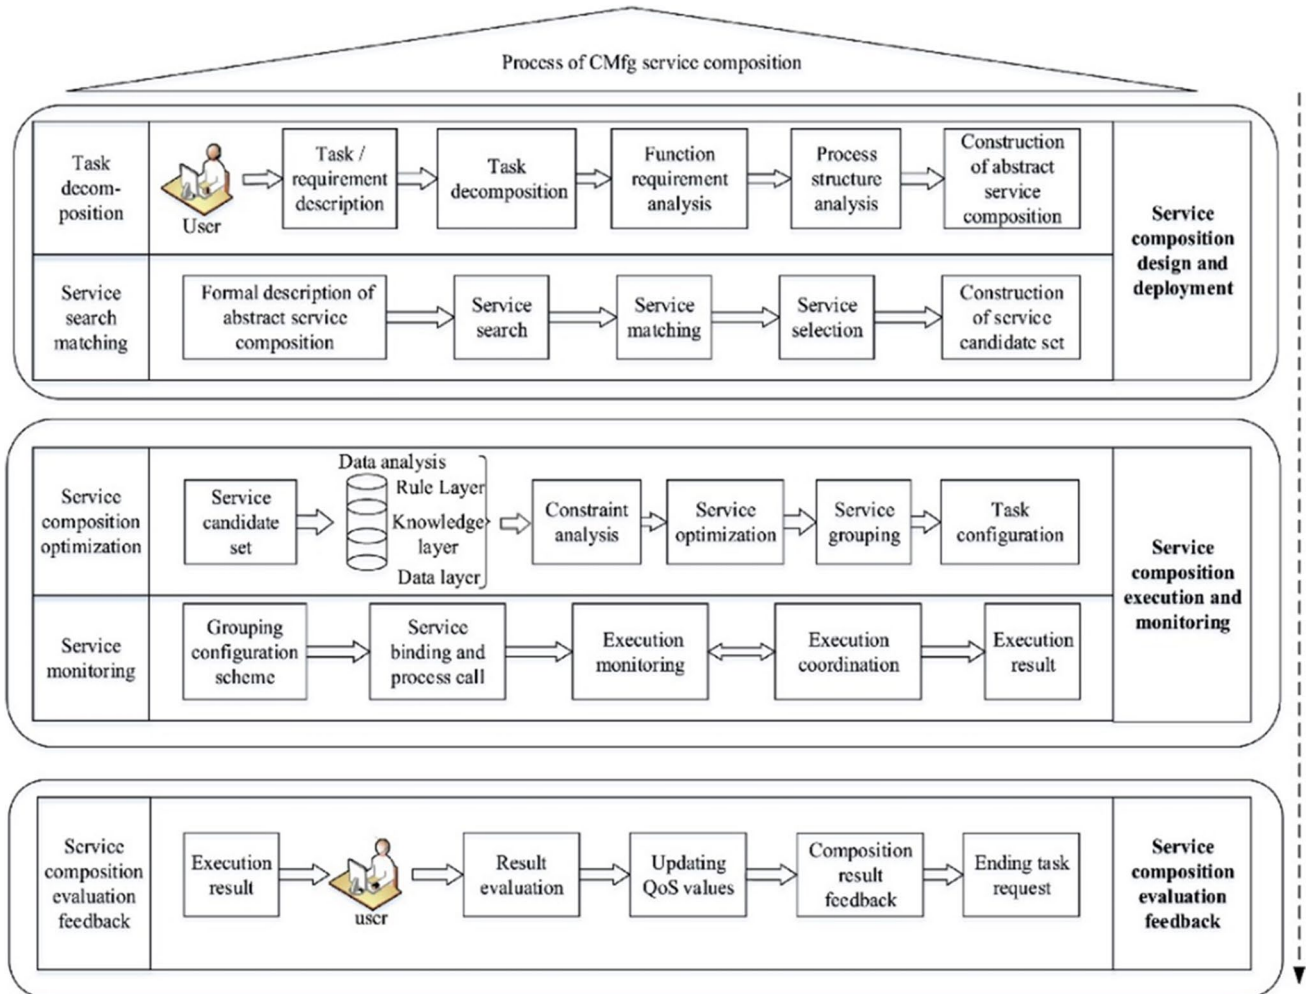 Process of CMfg service composition
Task
decom-
position
User
Task /
requirement
description
Task
decomposition
Function
requirement
analysis
Process
structure
analysis
Construction
of abstract
service
composition
Service
composition
design and
deployment
Service
search
matching
Formal description of
abstract service
composition
Service
search
Service
matching
Service
selection
Construction
of service
candidate set
Service
composition
optimization
Service
candidate
set
Data analysis
Rule Layer
Knowledge
layer
Data layer
Constraint
analysis
Service
optimization
Service
grouping
Task
configuration
Service
composition
execution and
monitoring
Service
monitoring
Grouping
configuration
scheme
Service
binding and
process call
Execution
monitoring
Execution
coordination
Execution
result
Service
composition
evaluation
feedback
Execution
result
user
Result
evaluation
Updating
QoS values
Composition
result
feedback
Ending task
request
Service
composition
evaluation
feedback